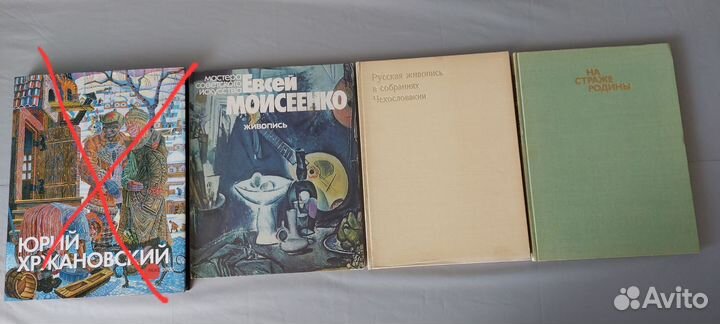 ЮРИЙ
ХРЖАНОВСКИЙ
мастера
советского
искусства
Евсей
МОИСЕЕНКО
живопись
Русская живопись
в собраниях
Чехословакии
НА
СТРАЖЕ
РОДИНЫ
Avito